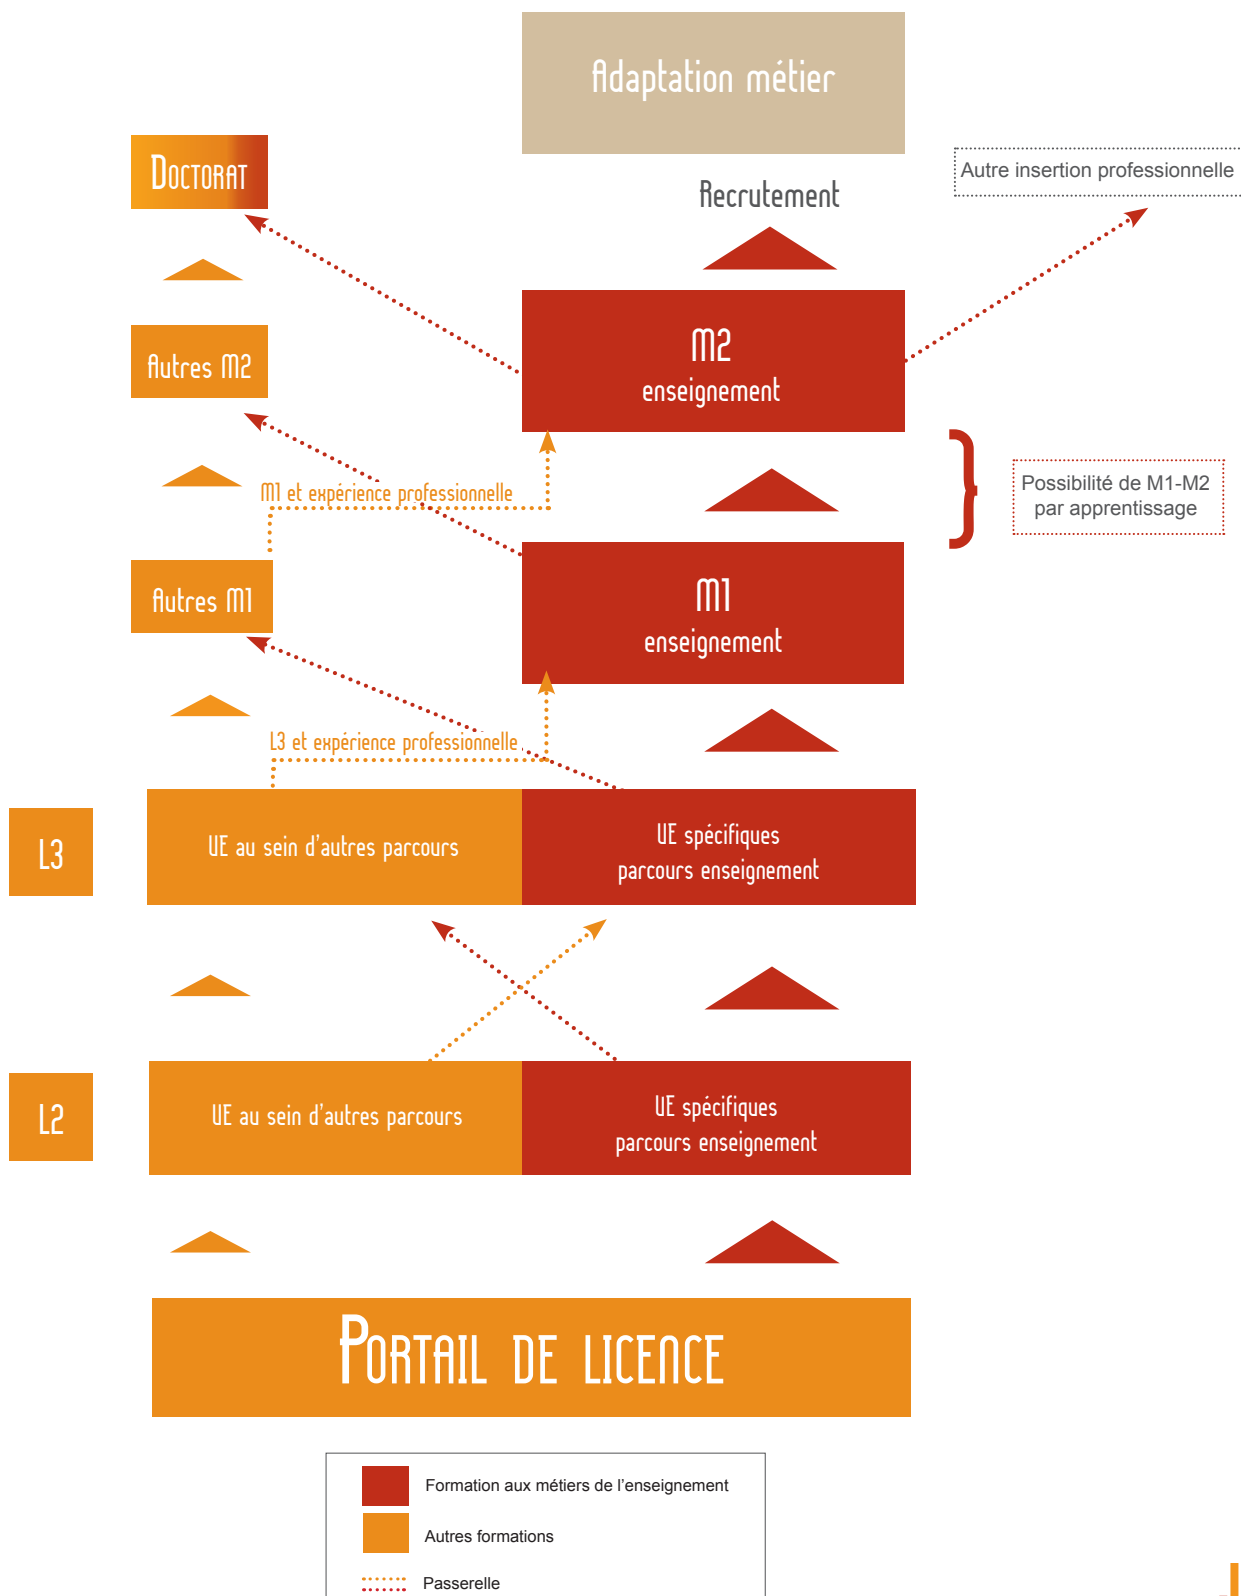 Adaptation métier
Doctorat
Recrutement
Autre insertion professionnelle
Autres M2
M2
enseignement
M1 et expérience professionnelle
Possibilité de M1-M2
par apprentissage
Autres M1
M1
enseignement
L3 et expérience professionnelle
L3
UE au sein d'autres parcours
UE spécifiques
parcours enseignement
L2
UE au sein d'autres parcours
UE spécifiques
parcours enseignement
Portail de licence
Formation aux métiers de l'enseignement
Autres formations
Passerelle